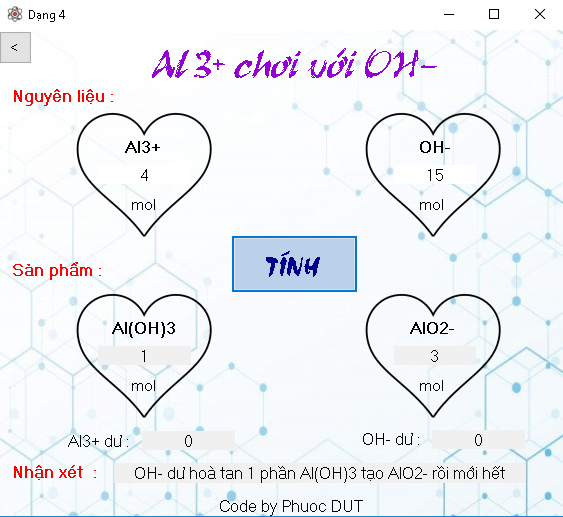 Dạng 4
<
Al 3+ chơi với OH-
Nguyên liệu :
Al3+
OH-
4
15
mol
mol
TÍNH
Sản phẩm :
Al(OH)3
AlO2-
1
3
mol
mol
Al3+ dư : 0
OH- dư : 0
Nhận xét : OH- dư hoà tan 1 phần Al(OH)3 tạo AlO2- rồi mới hết
Code by Phuoc DUT